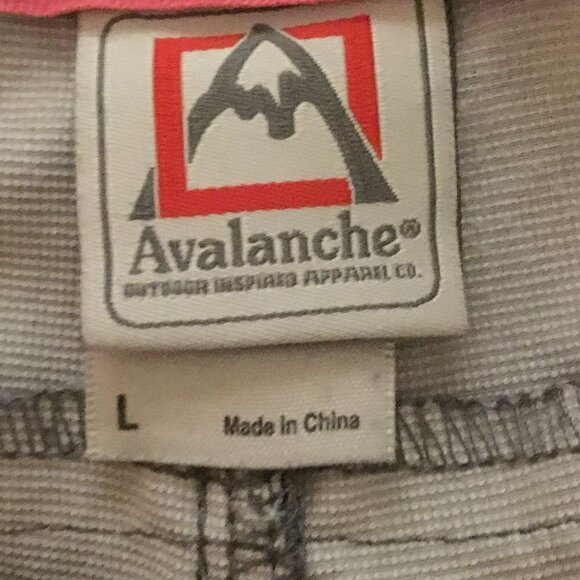 Avalanche®
OUTDOOR INSPIRED APPAREL CO.
L
Made In China